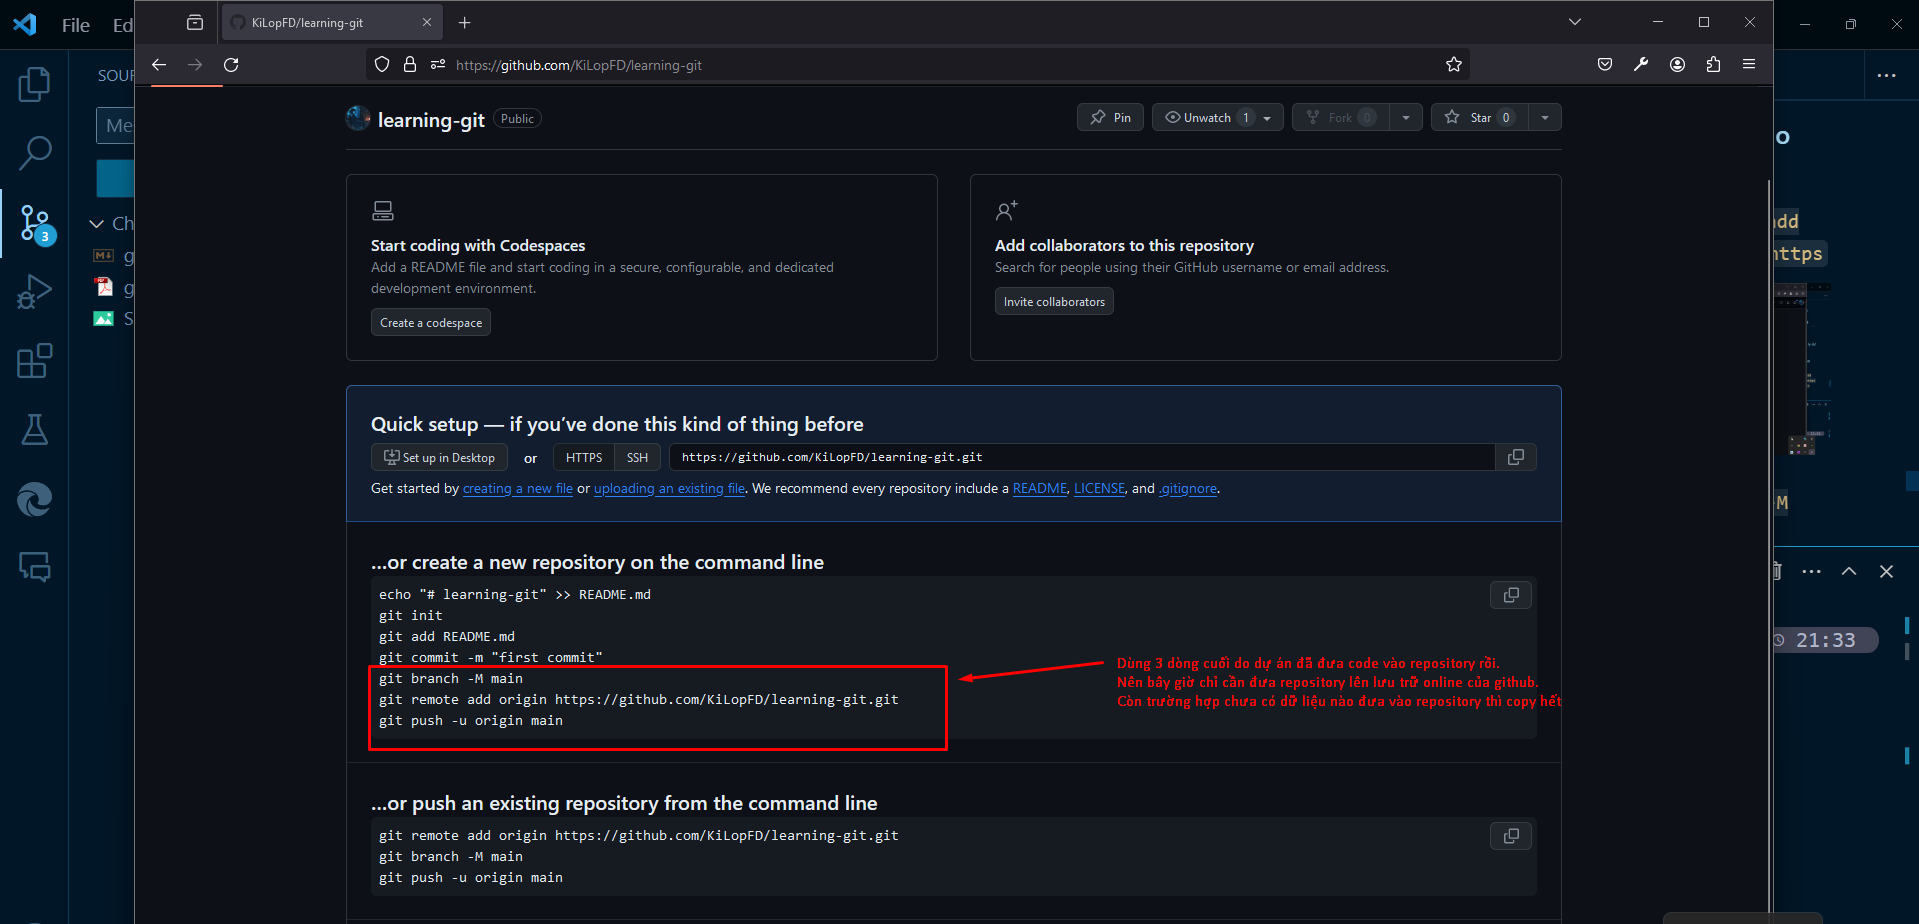 File
Ed
KiLopFD/learning-git
https://github.com/KiLopFD/learning-git
SOUR
Me
Ch
g
g
S
3
learning-git
Public
Pin
Unwatch 1
Fork 0
Star 0
Start coding with Codespaces
Add a README file and start coding in a secure, configurable, and dedicated
development environment.
Create a codespace
Add collaborators to this repository
Search for people using their GitHub username or email address.
Invite collaborators
Quick setup — if you’ve done this kind of thing before
Set up in Desktop
or
HTTPS
SSH
https://github.com/KiLopFD/learning-git.git
Get started by creating a new file or uploading an existing file. We recommend every repository include a README, LICENSE, and .gitignore.
…or create a new repository on the command line
echo "# learning-git" >> README.md
git init
git add README.md
git commit -m "first commit"
git branch -M main
git remote add origin https://github.com/KiLopFD/learning-git.git
git push -u origin main
Dùng 3 dòng cuối do dự án đã đưa code vào repository rồi.
Nên bây giờ chỉ cần đưa repository lên lưu trữ online của github.
Còn trường hợp chưa có dữ liệu nào đưa vào repository thì copy hết
…or push an existing repository from the command line
git remote add origin https://github.com/KiLopFD/learning-git.git
git branch -M main
git push -u origin main
o
add
https
-M
21:33